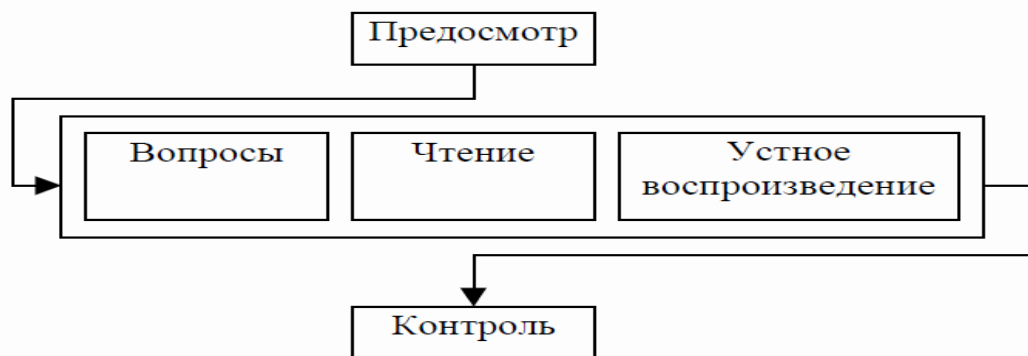 Предосмотр
Вопросы
Чтение
Устное
воспроизведение
Контроль